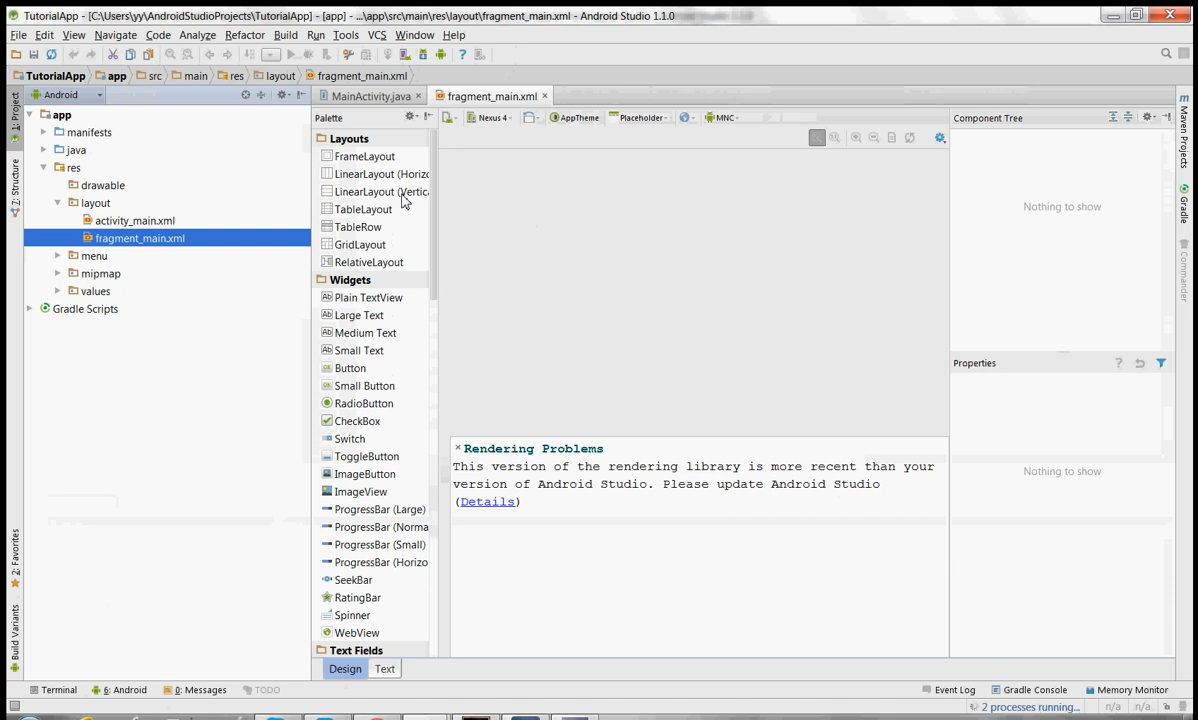 TutorialApp - [C:\Users\yy\AndroidStudioProjects\TutorialApp] - [app] - ...\app\src\main\res\layout\fragment_main.xml - Android Studio 1.1.0
File Edit View Navigate Code Analyze Refactor Build Run Tools VCS Window Help
TutorialApp app src main res layout fragment_main.xml
1: Project
7: Structure
2: Favorites
Build Variants
Android
app
manifests
java
res
drawable
layout
activity_main.xml
fragment_main.xml
menu
mipmap
values
Gradle Scripts
MainActivity.java fragment_main.xml
Palette
Layouts
FrameLayout
LinearLayout (Horizo
LinearLayout (Vertica
TableLayout
TableRow
GridLayout
RelativeLayout
Widgets
Plain TextView
Large Text
Medium Text
Small Text
Button
Small Button
RadioButton
CheckBox
Switch
ToggleButton
ImageButton
ImageView
ProgressBar (Large)
ProgressBar (Norma
ProgressBar (Small)
ProgressBar (Horizo
SeekBar
RatingBar
Spinner
WebView
Text Fields
Design Text
Nexus 4 AppTheme Placeholder MNC
Rendering Problems
This version of the rendering library is more recent than your
version of Android Studio. Please update Android Studio
(Details)
Component Tree
Nothing to show
Properties
Nothing to show
Maven Projects
Gradle
Commander
Terminal 6: Android 0: Messages TODO Event Log Gradle Console Memory Monitor
2 processes running... n/a n/a